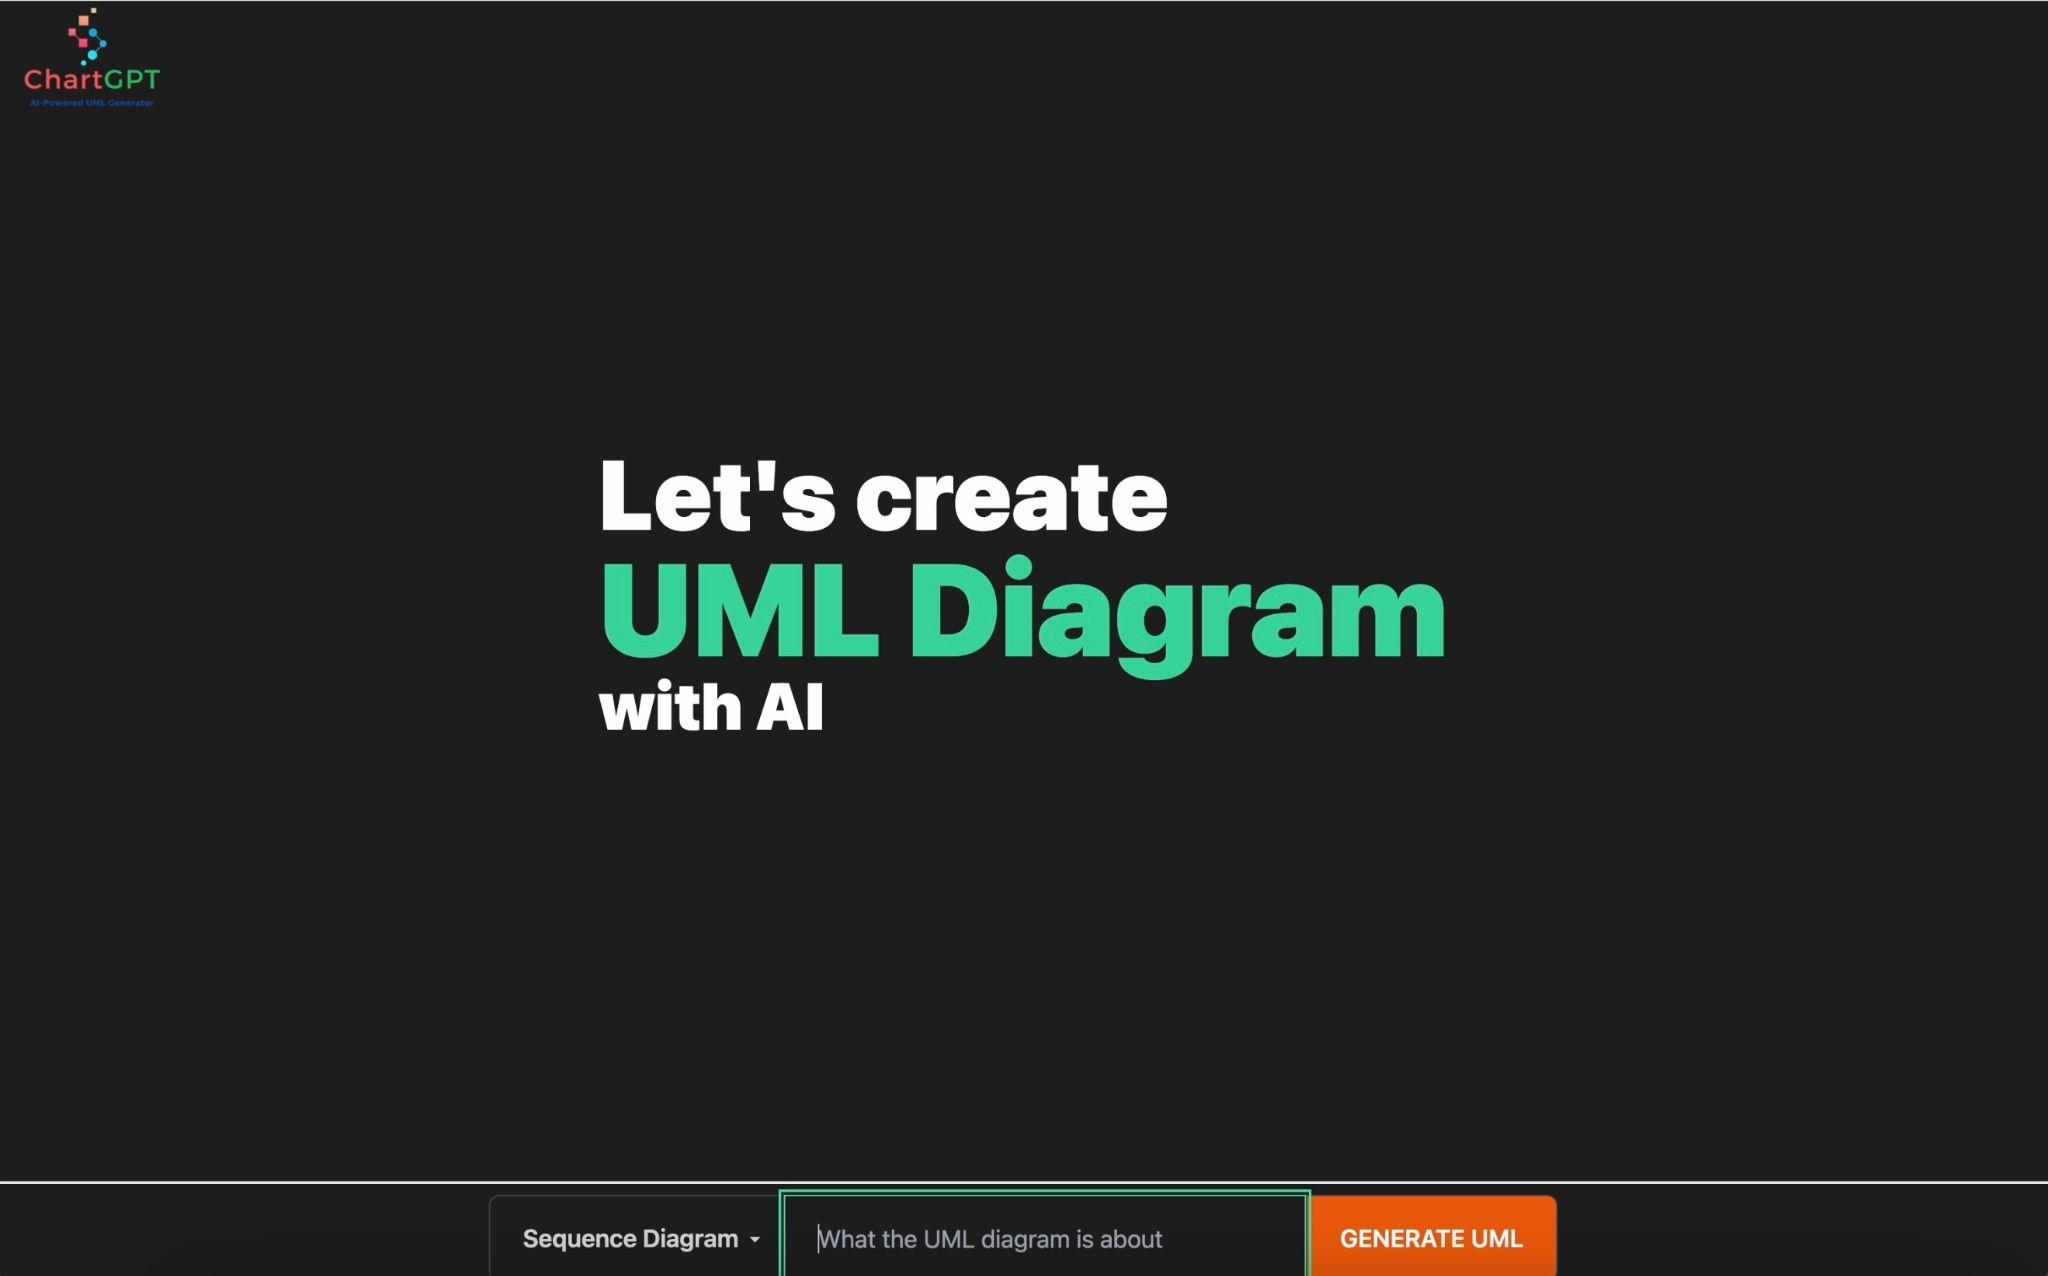 ChartGPT
AI-Powered UML Generator
Let's create
UML Diagram
with AI
Sequence Diagram
What the UML diagram is about
GENERATE UML